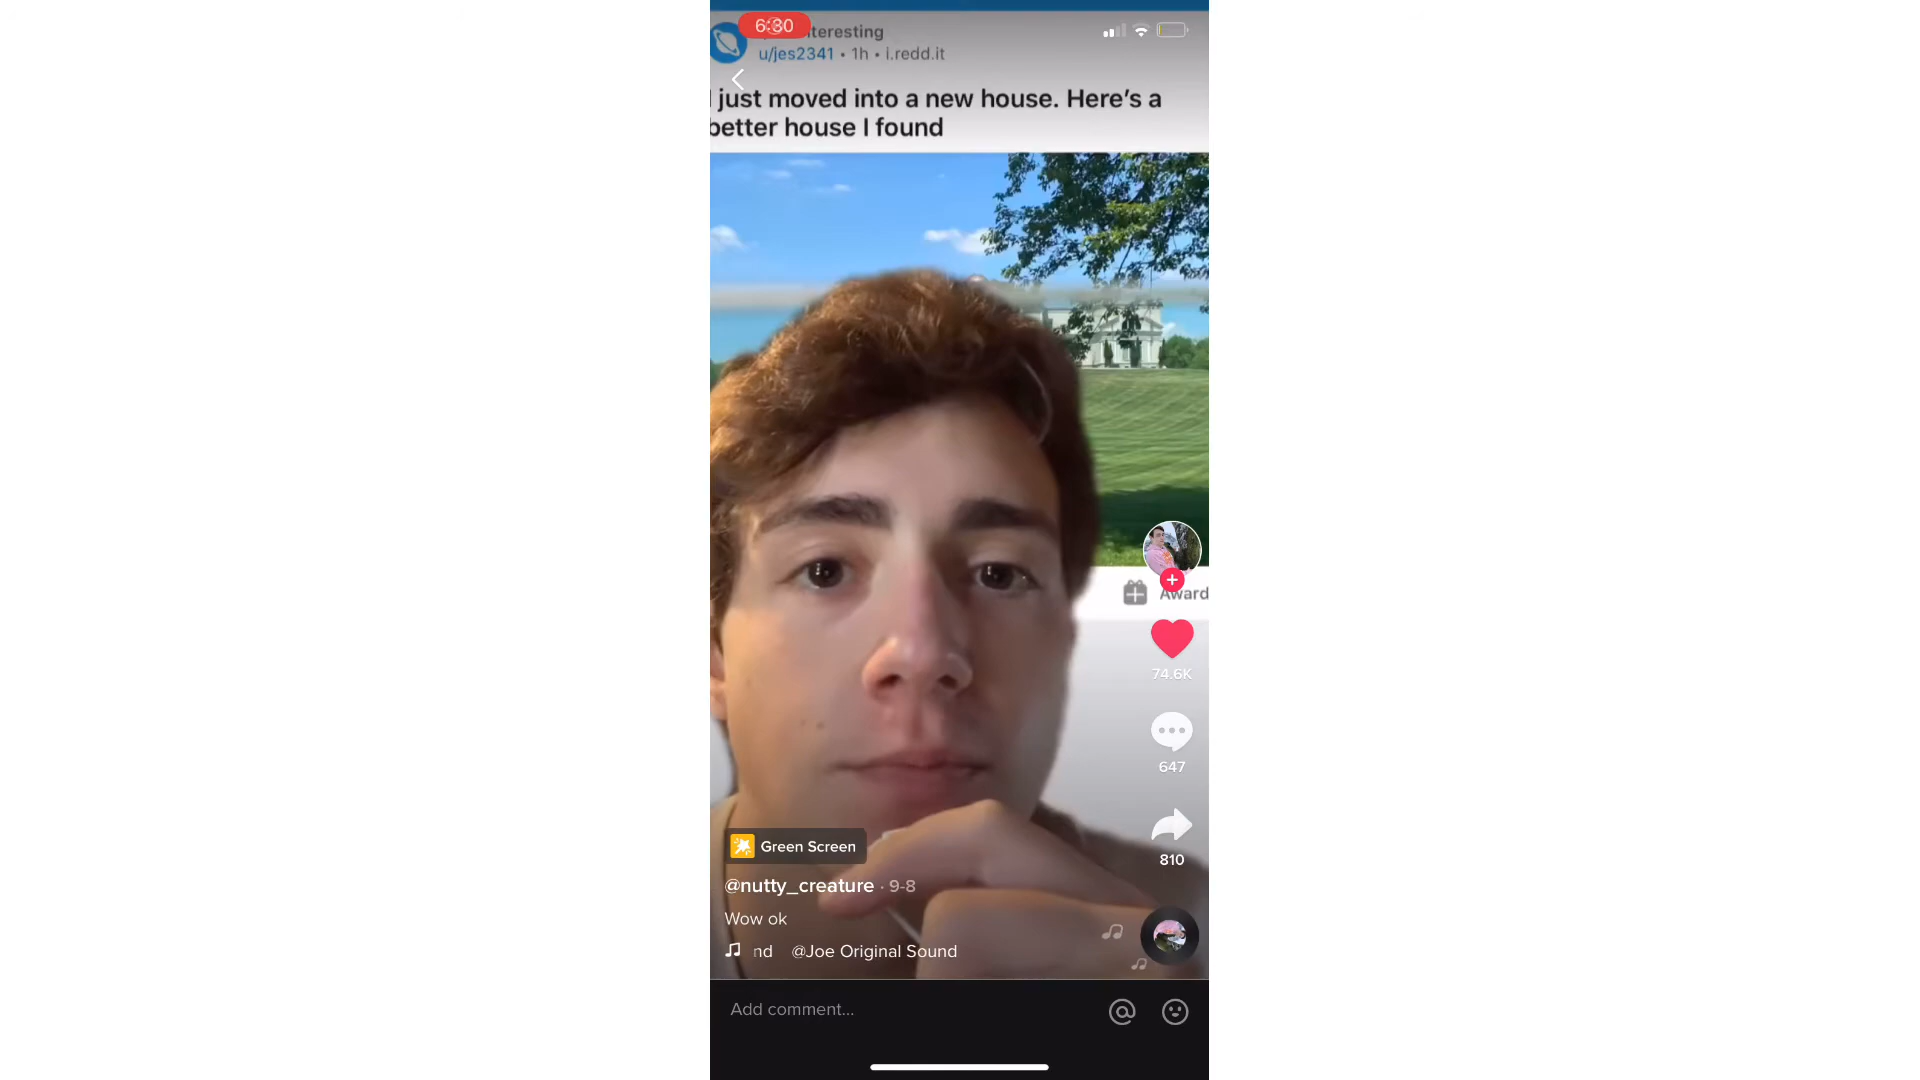 6:30
nteresting
u/jes2341 • 1h • i.redd.it
I just moved into a new house. Here's a
better house I found
Award
74.6K
647
810
Green Screen
@nutty_creature · 9-8
Wow ok
nd @Joe Original Sound
Add comment...